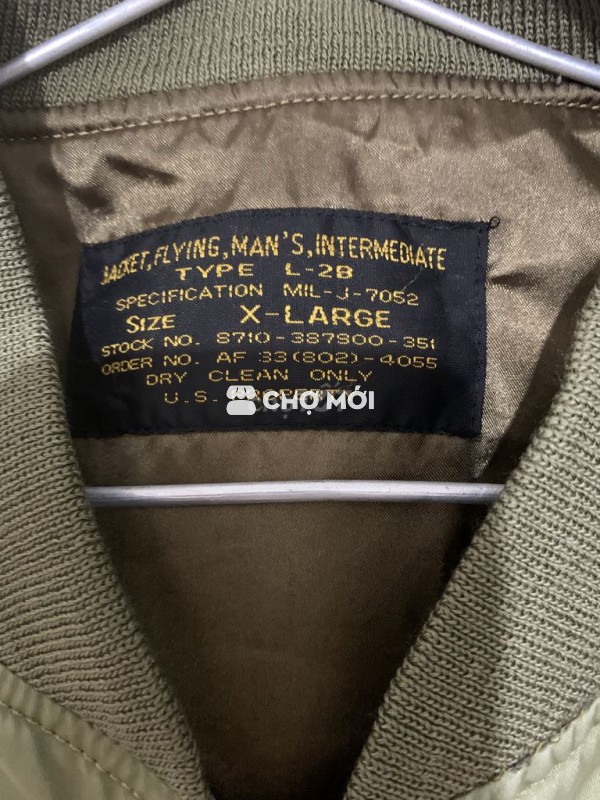 JACKET, FLYING, MAN'S, INTERMEDIATE
TYPE L-2B
SPECIFICATION MIL-J-7052
SIZE X-LARGE
STOCK NO. 8710-387800-351
ORDER NO. AF 33(802)-4055
DRY CLEAN ONLY
U.S.
CHỢ MỚI